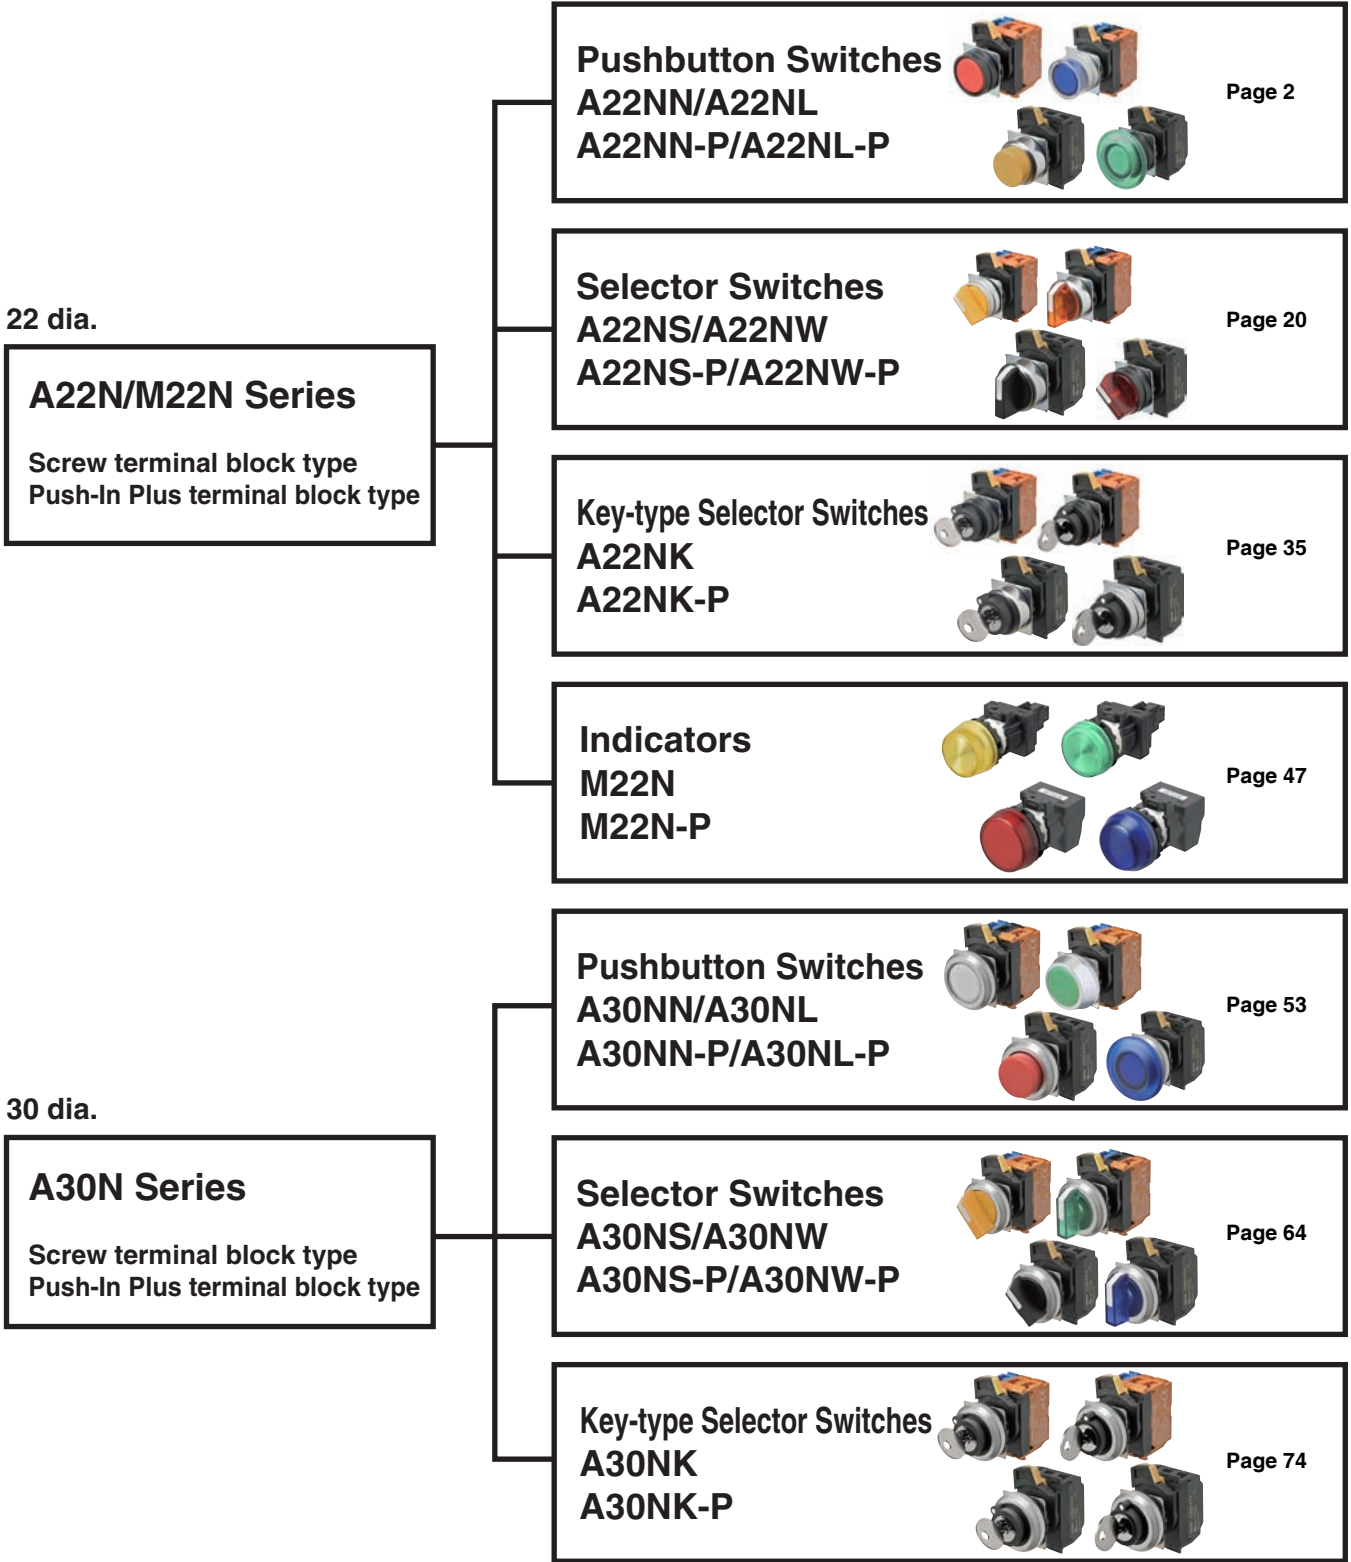 22 dia.
A22N/M22N Series
Screw terminal block type
Push-In Plus terminal block type
Pushbutton Switches
A22NN/A22NL
A22NN-P/A22NL-P
Page 2
Selector Switches
A22NS/A22NW
A22NS-P/A22NW-P
Page 20
Key-type Selector Switches
A22NK
A22NK-P
Page 35
Indicators
M22N
M22N-P
Page 47
30 dia.
A30N Series
Screw terminal block type
Push-In Plus terminal block type
Pushbutton Switches
A30NN/A30NL
A30NN-P/A30NL-P
Page 53
Selector Switches
A30NS/A30NW
A30NS-P/A30NW-P
Page 64
Key-type Selector Switches
A30NK
A30NK-P
Page 74